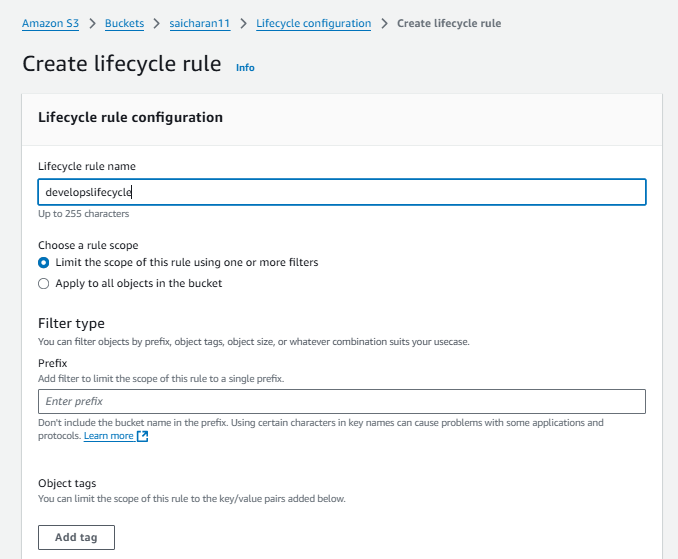 Amazon S3 > Buckets > saicharan11 > Lifecycle configuration > Create lifecycle rule
Create lifecycle rule Info
Lifecycle rule configuration
Lifecycle rule name
developslifecycle
Up to 255 characters
Choose a rule scope
Limit the scope of this rule using one or more filters
Apply to all objects in the bucket
Filter type
You can filter objects by prefix, object tags, object size, or whatever combination suits your usecase.
Prefix
Add filter to limit the scope of this rule to a single prefix.
Enter prefix
Don't include the bucket name in the prefix. Using certain characters in key names can cause problems with some applications and
protocols. Learn more
Object tags
You can limit the scope of this rule to the key/value pairs added below.
Add tag